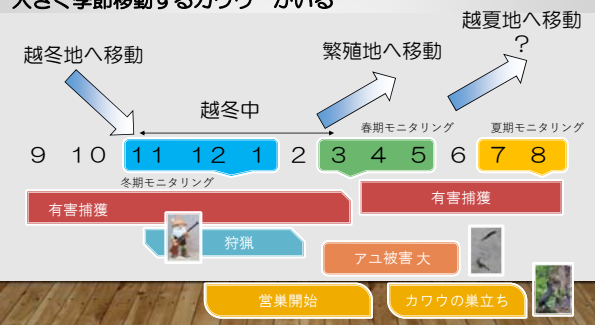 大きく季節移動するカワウ がいる
越夏地へ移動
?
越冬地へ移動
繁殖地へ移動
越冬中
春期モニタリング
夏期モニタリング
9 10 11 12 1 2 3 4 5 6 7 8
冬期モニタリング
有害捕獲
有害捕獲
狩猟
アユ被害 大
営巣開始
カワウの巣立ち